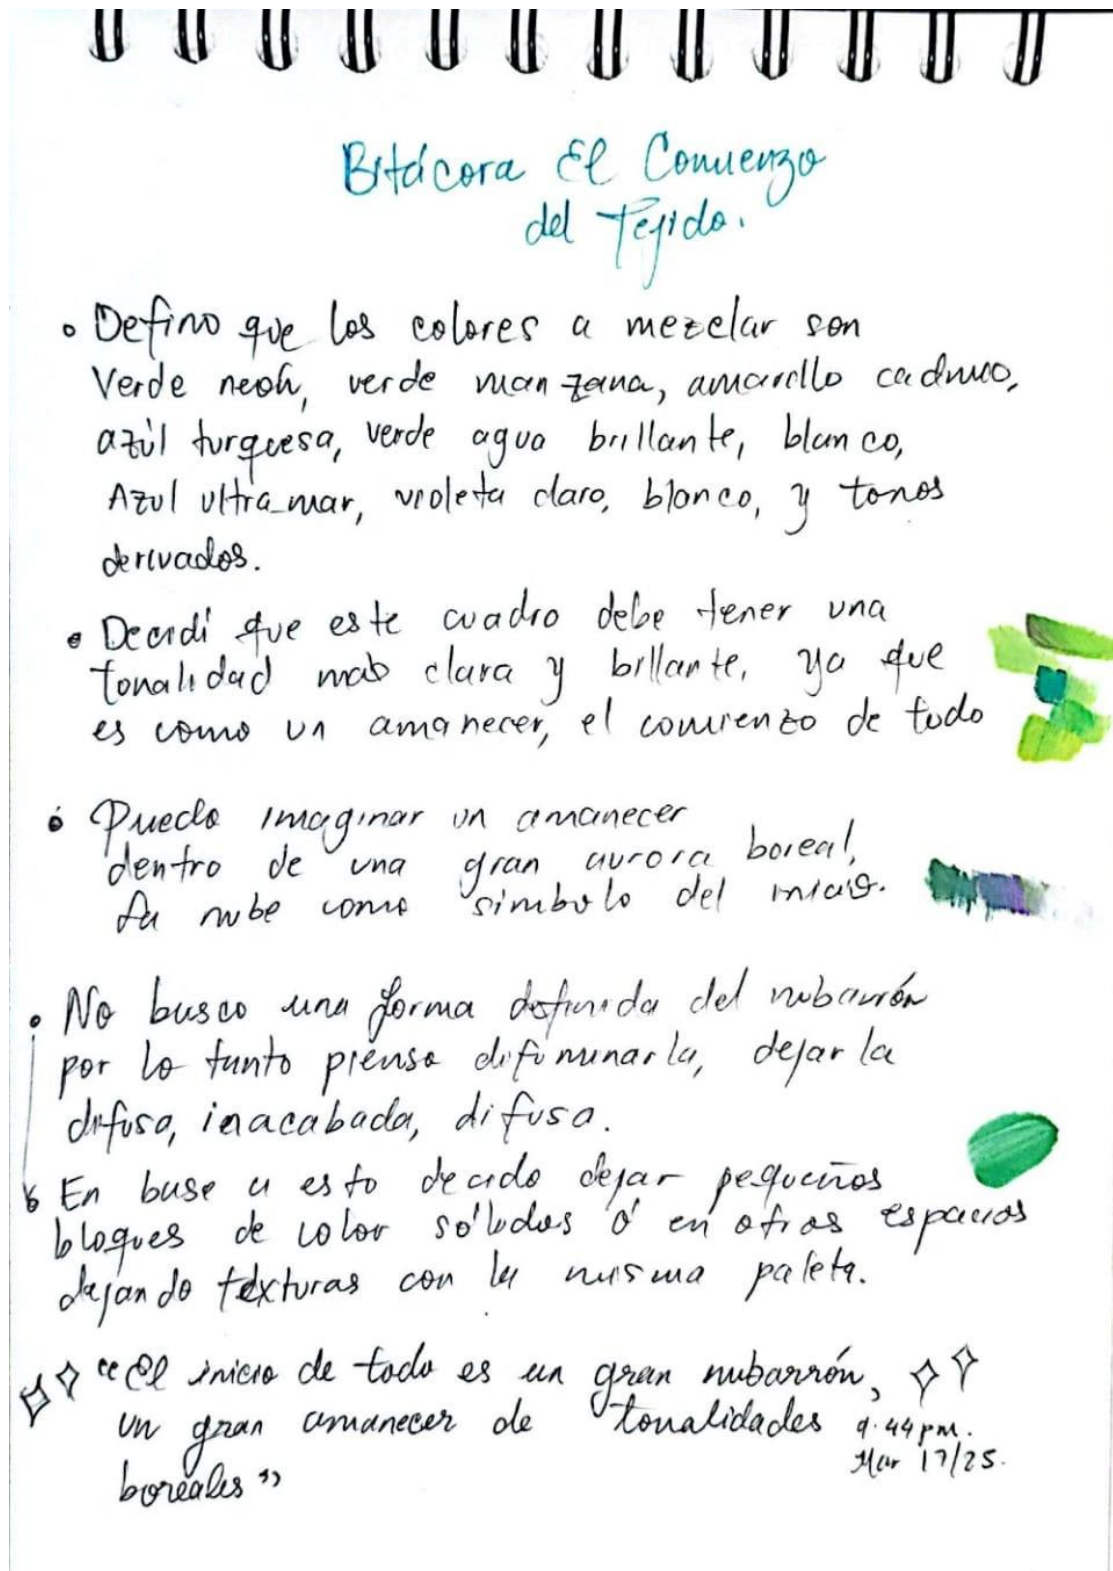 Bitácora El Comienzo
del Tejido.
Defino que los colores a mezclar son
Verde neón, verde manzana, amarillo cadmio,
azúl turquesa, verde agua brillante, blanco,
Azul ultra_mar, violeta claro, blanco, y tonos
derivados.
Decidí que este cuadro debe tener una
tonalidad mas clara y brillante, ya que
es como un amanecer, el comienzo de todo
Puedo imaginar un amanecer
dentro de una gran aurora boreal,
la nube como simbolo del inicio.
No busco una forma definida del nubarrón
por lo tanto pienso difuminarla, dejar la
difusa, inacabada, difusa.
En base a esto decido dejar pequeños
bloques de color sólidos ó en otros espacios
dejando texturas con la misma paleta.
"El inicio de todo es un gran nubarrón,
un gran amanecer de tonalidades
boreales"
9:44 pm.
Mar 17/25.